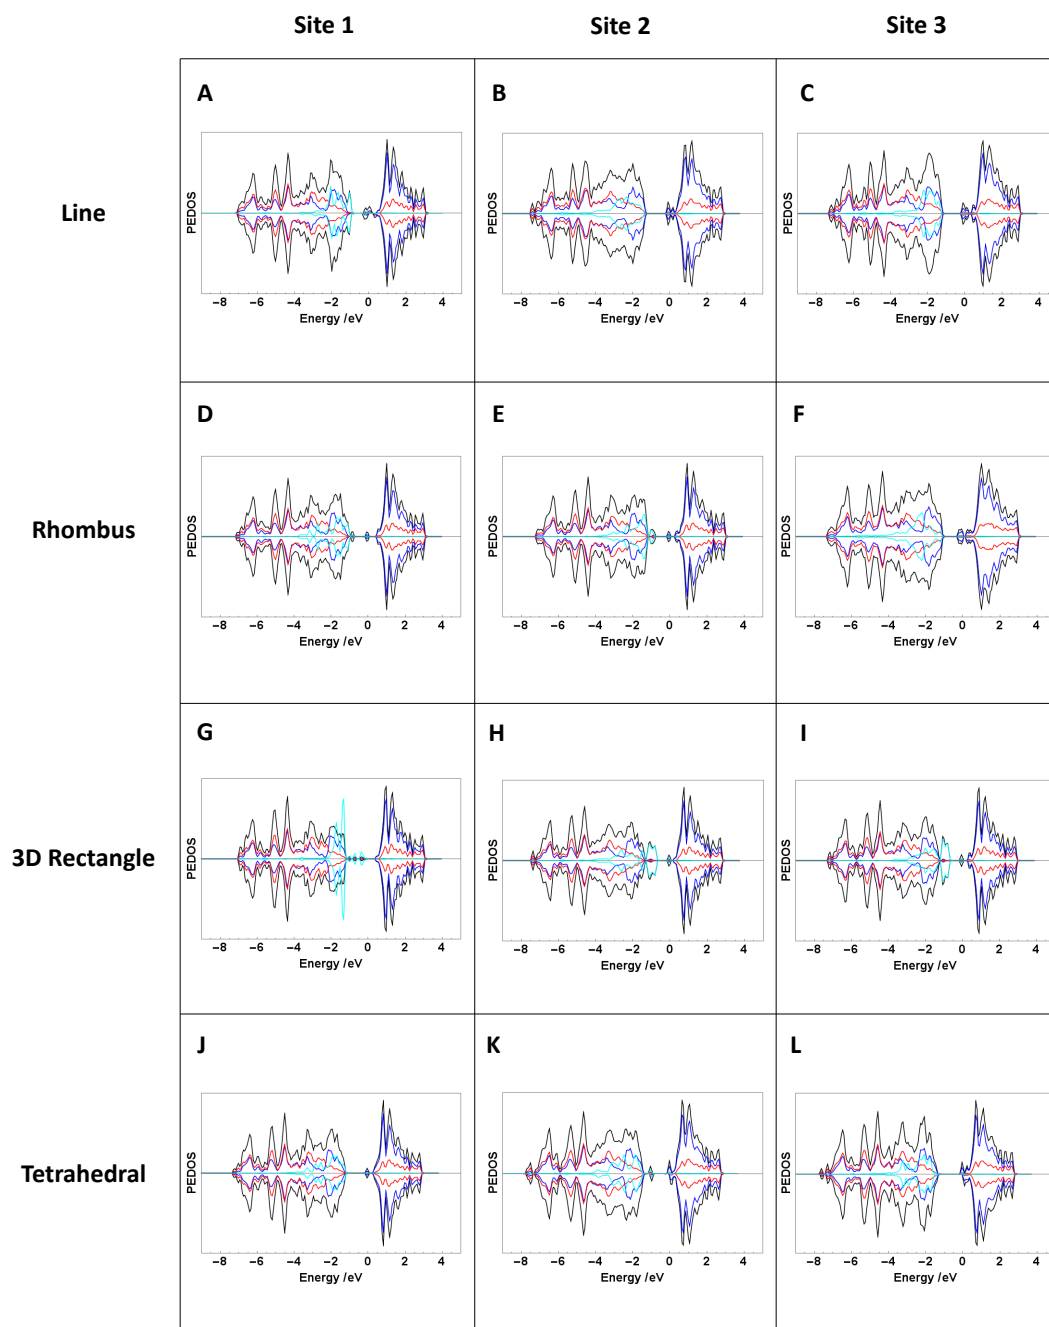 Site 1 Site 2 Site 3
A B C
Line
PEDOS PEDOS PEDOS
−8 −6 −4 −2 0 2 4 −8 −6 −4 −2 0 2 4 −8 −6 −4 −2 0 2 4
Energy /eV Energy /eV Energy /eV
D E F
Rhombus
PEDOS PEDOS PEDOS
−8 −6 −4 −2 0 2 4 −8 −6 −4 −2 0 2 4 −8 −6 −4 −2 0 2 4
Energy /eV Energy /eV Energy /eV
G H I
3D Rectangle
PEDOS PEDOS PEDOS
−8 −6 −4 −2 0 2 4 −8 −6 −4 −2 0 2 4 −8 −6 −4 −2 0 2 4
Energy /eV Energy /eV Energy /eV
J K L
Tetrahedral
PEDOS PEDOS PEDOS
−8 −6 −4 −2 0 2 4 −8 −6 −4 −2 0 2 4 −8 −6 −4 −2 0 2 4
Energy /eV Energy /eV Energy /eV